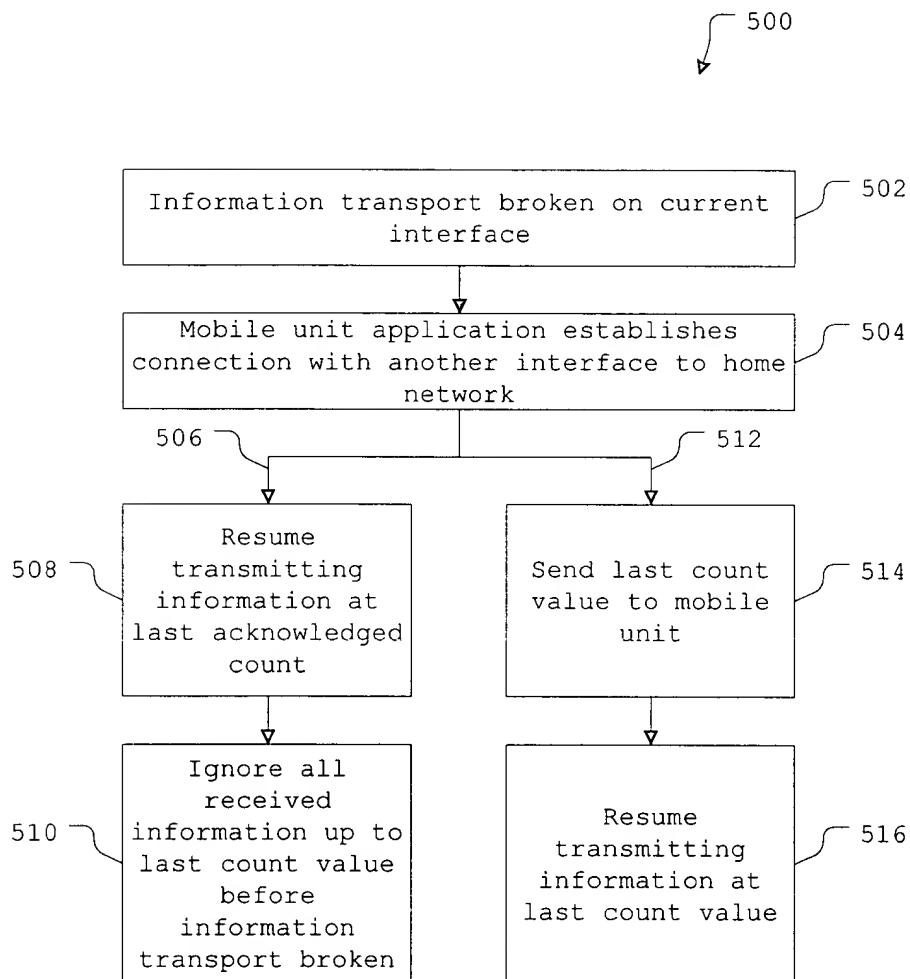 500
Information transport broken on current
interface
502
Mobile unit application establishes
connection with another interface to home
network
504
506
512
Resume
transmitting
information at
last acknowledged
count
508
Send last count
value to mobile
unit
514
Ignore all
received
information up to
last count value
before
information
transport broken
510
Resume
transmitting
information at
last count value
516